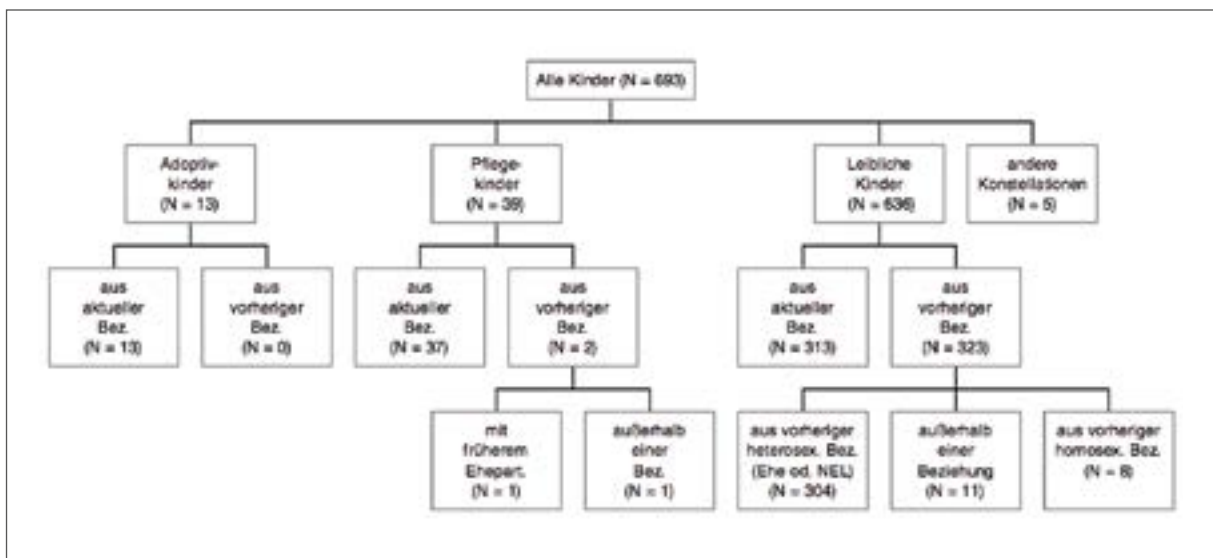 Alle Kinder (N = 693)
Adoptiv-
kinder
(N = 13)
Pflege-
kinder
(N = 39)
Leibliche
Kinder
(N = 636)
andere
Konstellationen
(N = 5)
aus
aktueller
Bez.
(N = 13)
aus
vorheriger
Bez.
(N = 0)
aus
aktueller
Bez.
(N = 37)
aus
vorheriger
Bez.
(N = 2)
aus
aktueller
Bez.
(N = 313)
aus
vorheriger
Bez.
(N = 323)
mit
früherem
Ehepart.
(N = 1)
außerhalb
einer
Bez.
(N = 1)
aus vorheriger
heterosex. Bez.
(Ehe od. NEL)
(N = 304)
außerhalb
einer
Beziehung
(N = 11)
aus vorheriger
homosex. Bez.
(N = 8)